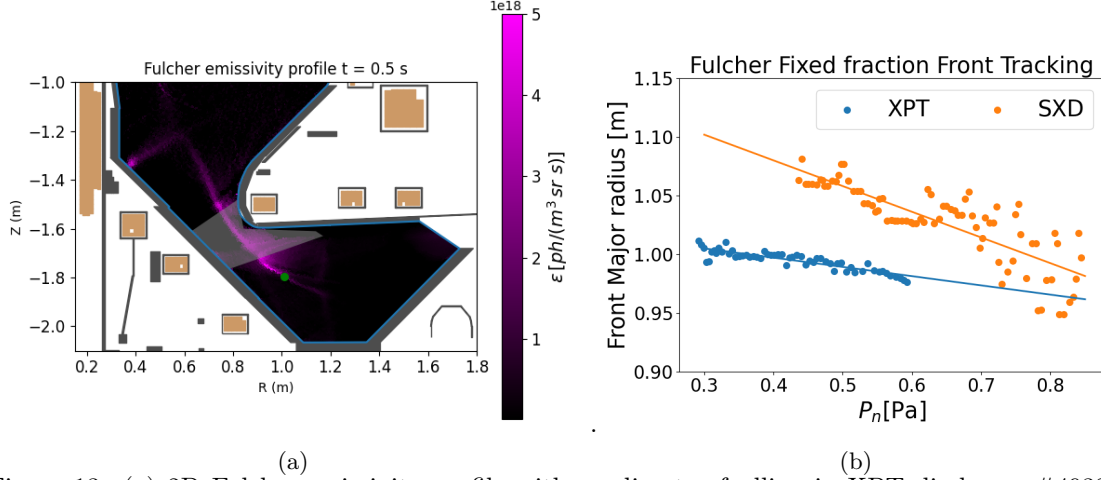 1e18
Fulcher emissivity profile t = 0.5 s
−1.0
−1.2
−1.4
−1.6
−1.8
−2.0
Z (m)
0.2 0.4 0.6 0.8 1.0 1.2 1.4 1.6 1.8
R (m)
5
4
3
2
1
ε [ph/(m³ sr s)]
Fulcher Fixed fraction Front Tracking
XPT SXD
1.15
1.10
1.05
1.00
0.95
0.90
Front Major radius [m]
0.3 0.4 0.5 0.6 0.7 0.8
Pₙ[Pa]
.
(a) (b)